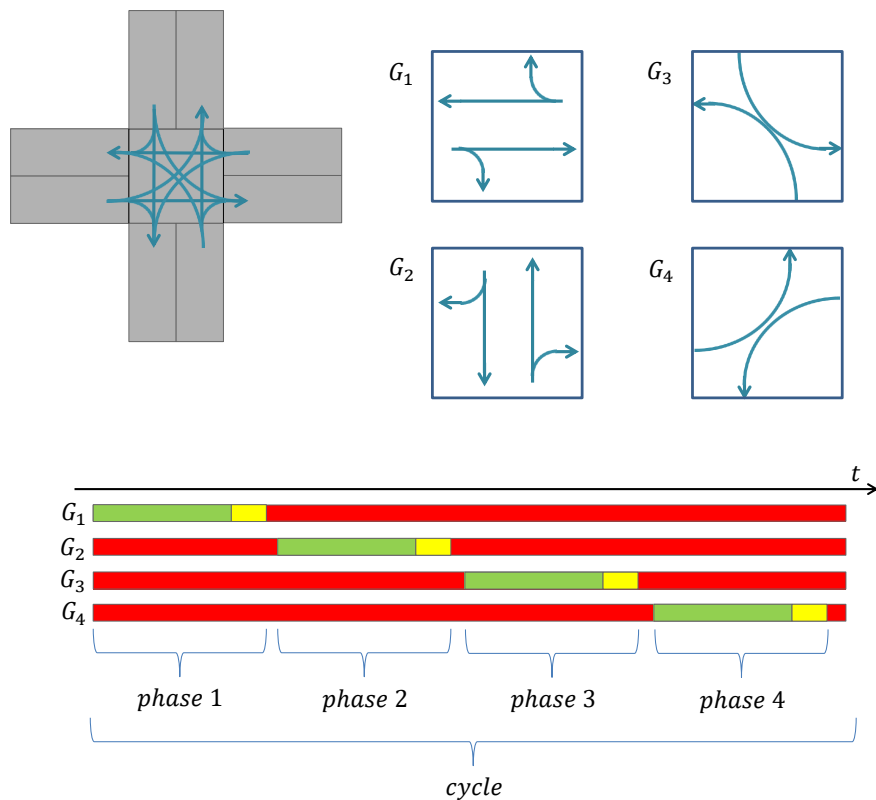 G₁
G₃
G₂
G₄
t
G₁
G₂
G₃
G₄
phase 1
phase 2
phase 3
phase 4
cycle